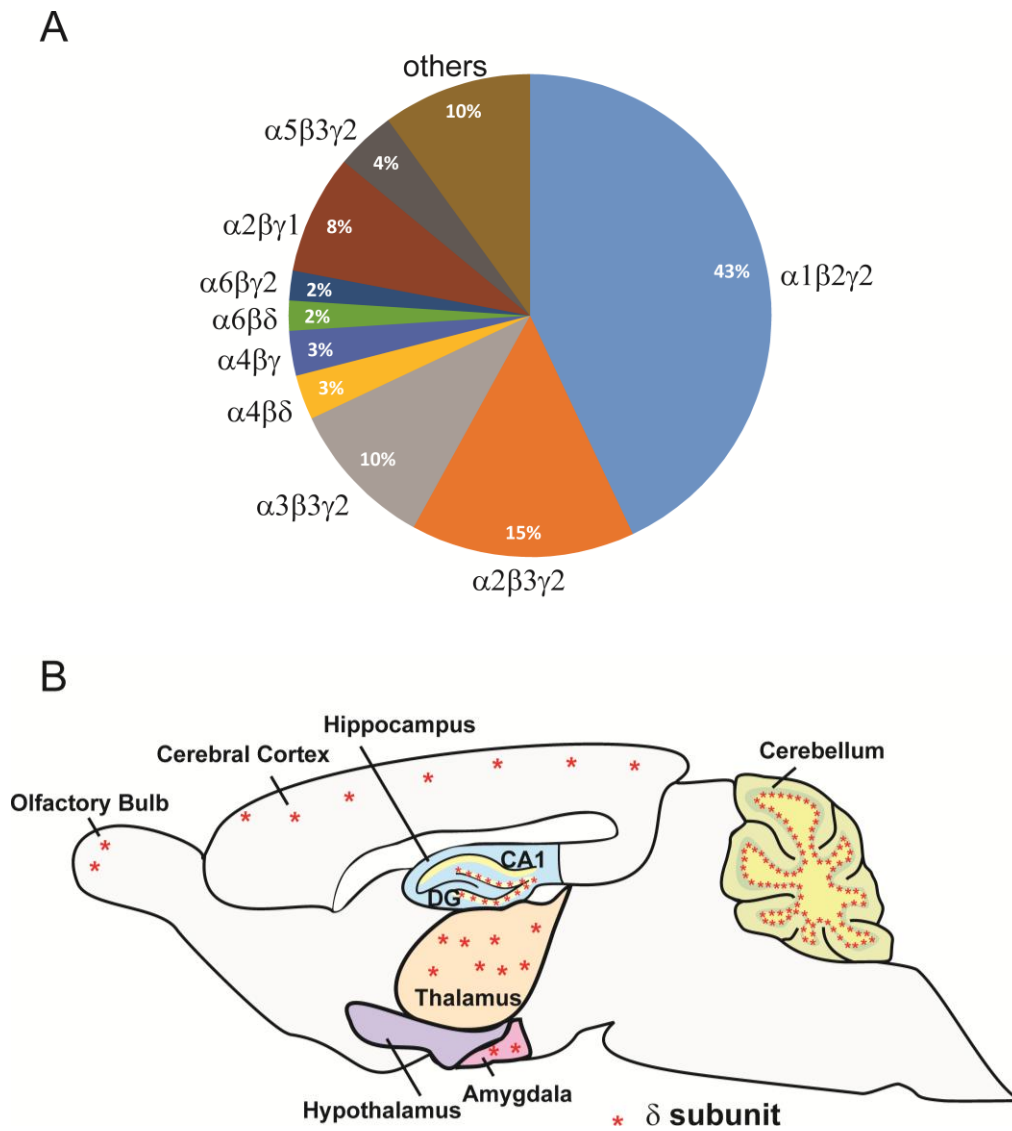 A
others
10%
α5β3γ2
4%
α2βγ1
8%
43%
α1β2γ2
α6βγ2
2%
α6βδ
2%
α4βγ
3%
α4βδ
3%
10%
α3β3γ2
15%
α2β3γ2
B
Hippocampus
Cerebral Cortex
Cerebellum
Olfactory Bulb
CA1
DG
Thalamus
Amygdala
Hypothalamus
* δ subunit